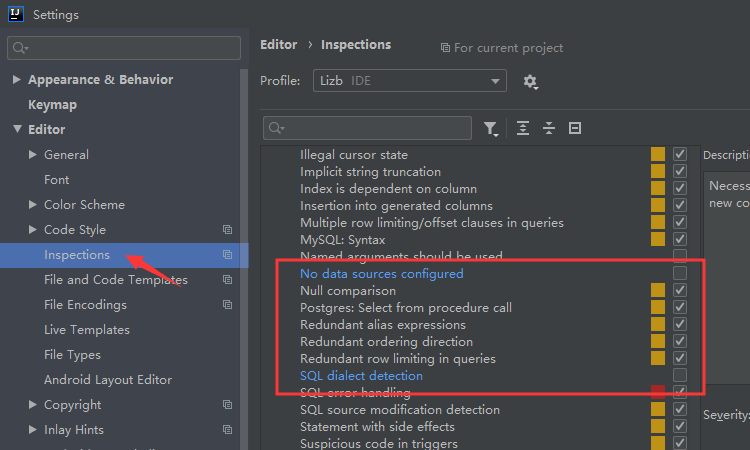 IJ Settings
Appearance & Behavior
Keymap
Editor
General
Font
Color Scheme
Code Style
Inspections
File and Code Templates
File Encodings
Live Templates
File Types
Android Layout Editor
Copyright
Inlay Hints
Editor › Inspections For current project
Profile: Lizb IDE
Illegal cursor state
Implicit string truncation
Index is dependent on column
Insertion into generated columns
Multiple row limiting/offset clauses in queries
MySQL: Syntax
Named arguments should be used
No data sources configured
Null comparison
Postgres: Select from procedure call
Redundant alias expressions
Redundant ordering direction
Redundant row limiting in queries
SQL dialect detection
SQL error handling
SQL source modification detection
Statement with side effects
Suspicious code in triggers
Descripti
Necess
new co
Severity: